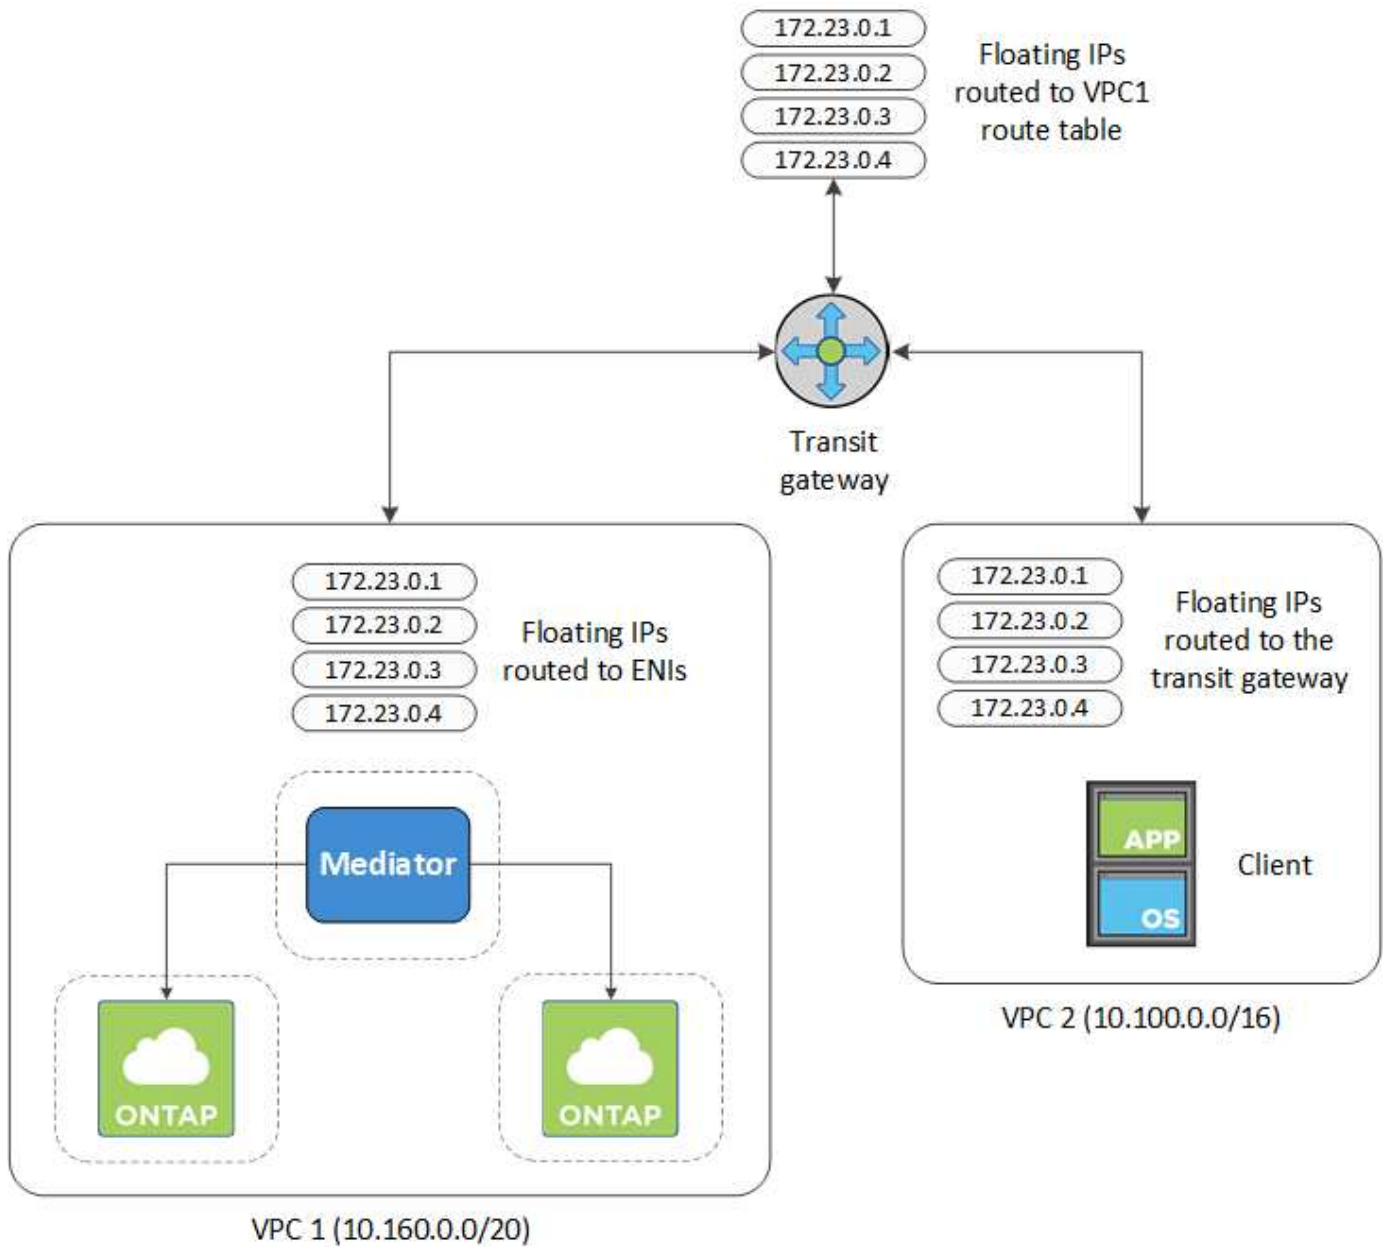 172.23.0.1
172.23.0.2
172.23.0.3
172.23.0.4
Floating IPs
routed to VPC1
route table
Transit
gateway
172.23.0.1
172.23.0.2
172.23.0.3
172.23.0.4
Floating IPs
routed to ENIs
Mediator
ONTAP
ONTAP
VPC 1 (10.160.0.0/20)
172.23.0.1
172.23.0.2
172.23.0.3
172.23.0.4
Floating IPs
routed to the
transit gateway
APP
OS
Client
VPC 2 (10.100.0.0/16)